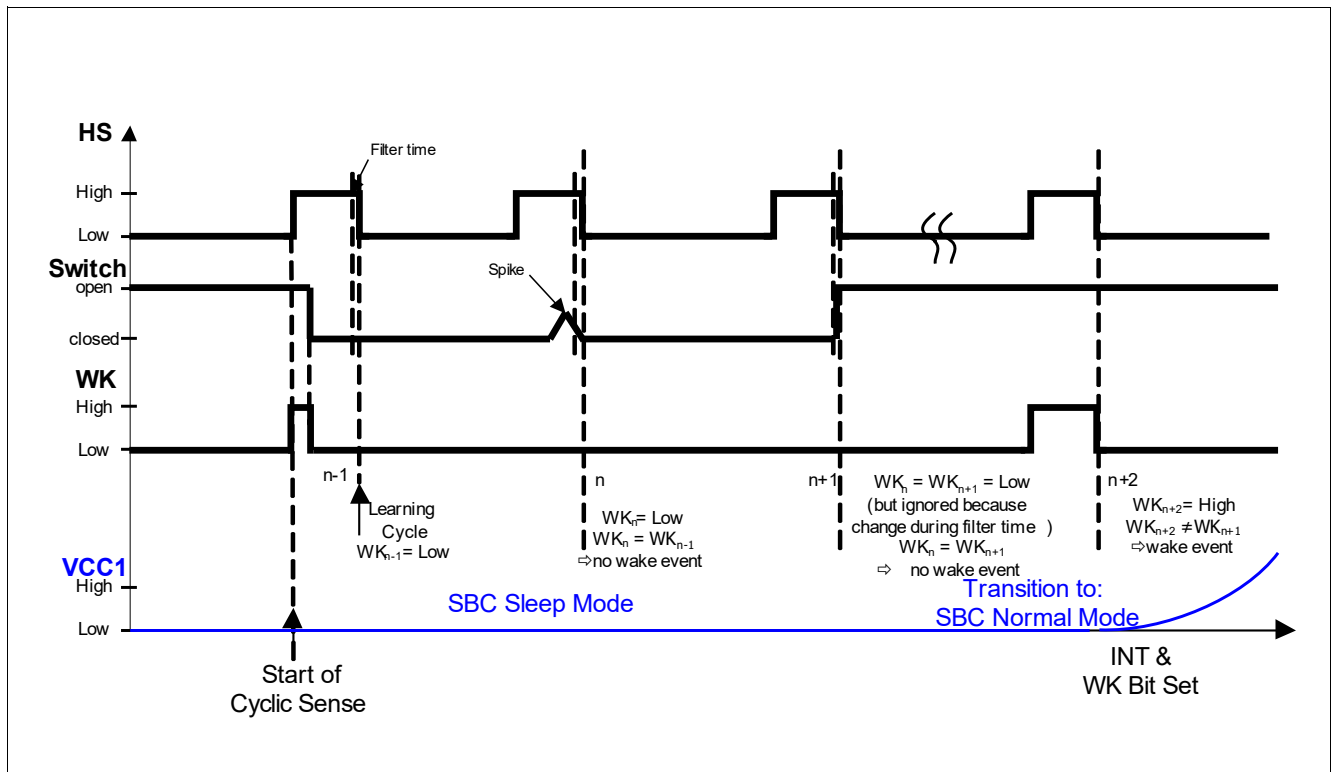 HS
Filter time
High
Low
Switch
open
Spike
closed
WK
High
Low
n-1
Learning
Cycle
WKn-1 = Low
n
WKn = Low
WKn = WKn-1
⇨no wake event
n+1
WKn = WKn+1 = Low
(but ignored because
change during filter time )
WKn = WKn+1
⇨ no wake event
n+2
WKn+2 = High
WKn+2 ≠ WKn+1
⇨wake event
VCC1
High
Low
SBC Sleep Mode
Transition to:
SBC Normal Mode
Start of
Cyclic Sense
INT &
WK Bit Set